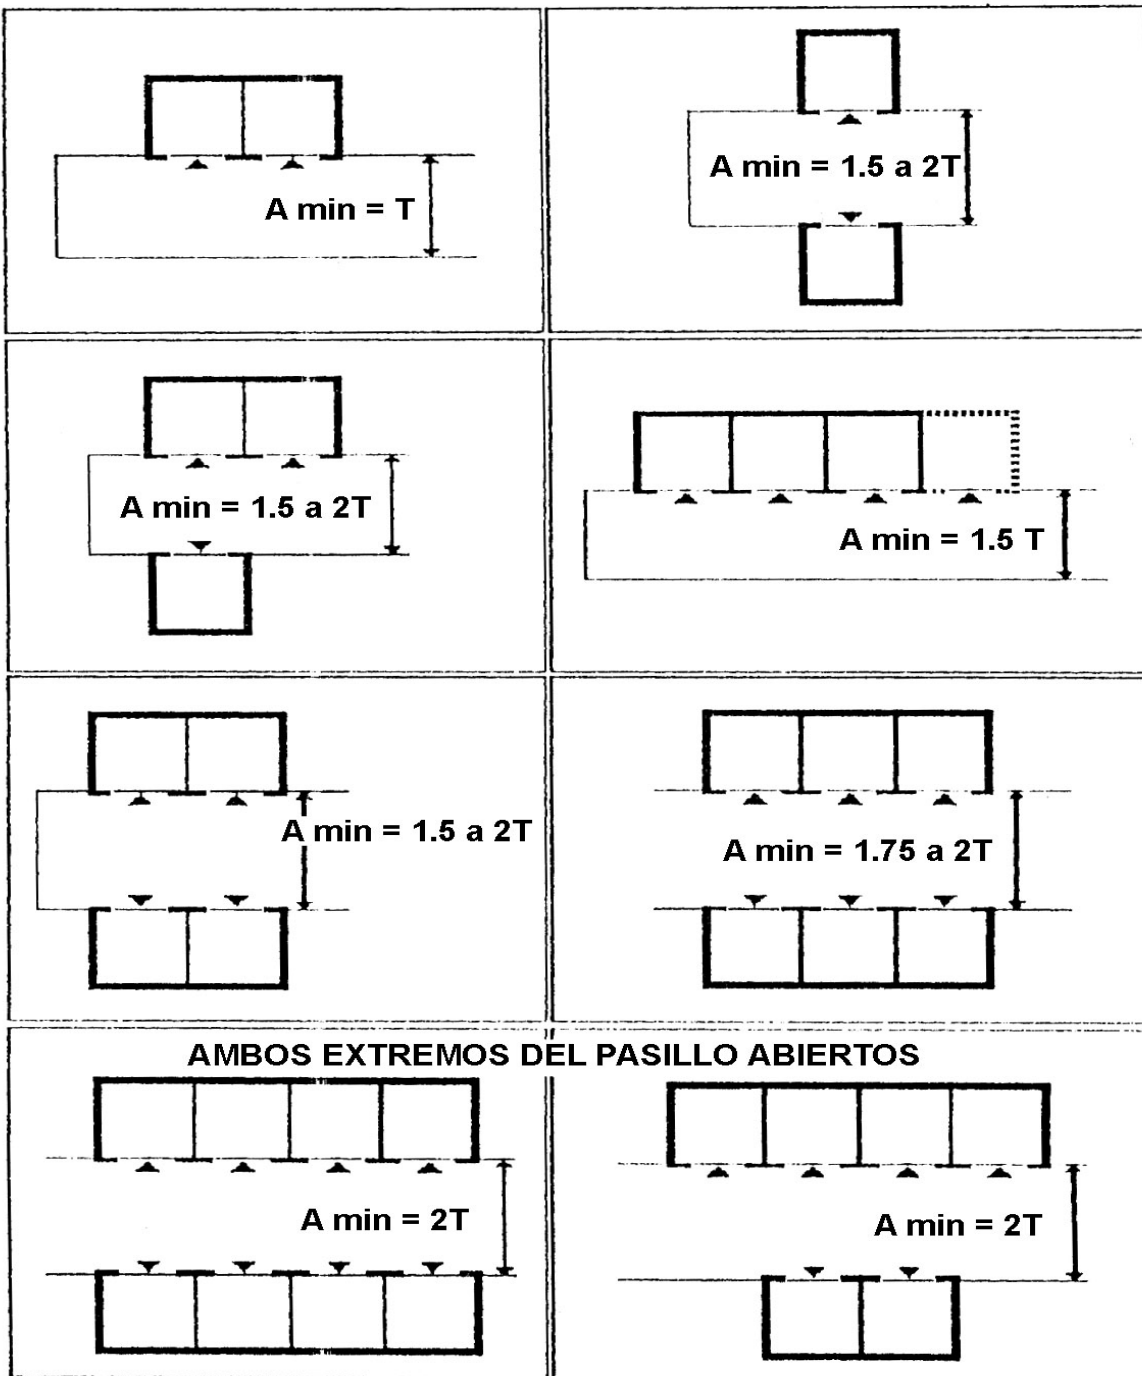 A min = T
A min = 1.5 a 2T
A min = 1.5 a 2T
A min = 1.5 T
A min = 1.5 a 2T
A min = 1.75 a 2T
AMBOS EXTREMOS DEL PASILLO ABIERTOS
A min = 2T
A min = 2T